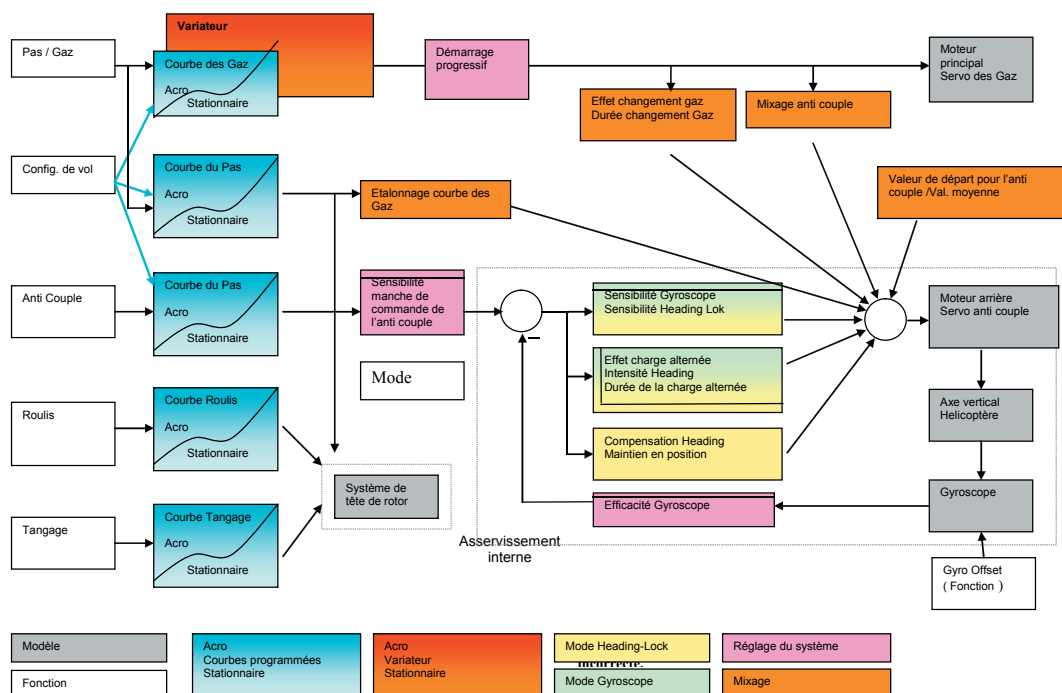 Variateur
Pas / Gaz
Courbe des Gaz
Acro
Stationnaire
Démarrage
progressif
Moteur
principal
Servo des Gaz
Effet changement gaz
Durée changement Gaz
Mixage anti couple
Config. de vol
Courbe du Pas
Acro
Stationnaire
Etalonnage courbe des
Gaz
Valeur de départ pour l'anti
couple /Val. moyenne
Anti Couple
Courbe du Pas
Acro
Stationnaire
Sensibilité
manche de
commande de
l'anti couple
Mode
Sensibilité Gyroscope
Sensibilité Heading Lok
Moteur arrière
Servo anti couple
Effet charge alternée
Intensité Heading
Durée de la charge alternée
Axe vertical
Helicoptère
Roulis
Courbe Roulis
Acro
Stationnaire
Compensation Heading
Maintien en position
Système de
tête de rotor
Efficacité Gyroscope
Gyroscope
Tangage
Courbe Tangage
Acro
Stationnaire
Asservissement
interne
Gyro Offset
( Fonction )
Modèle
Fonction
Acro
Courbes programmées
Stationnaire
Acro
Variateur
Stationnaire
Mode Heading-Lock
incorrecte.
Mode Gyroscope
Réglage du système
Mixage